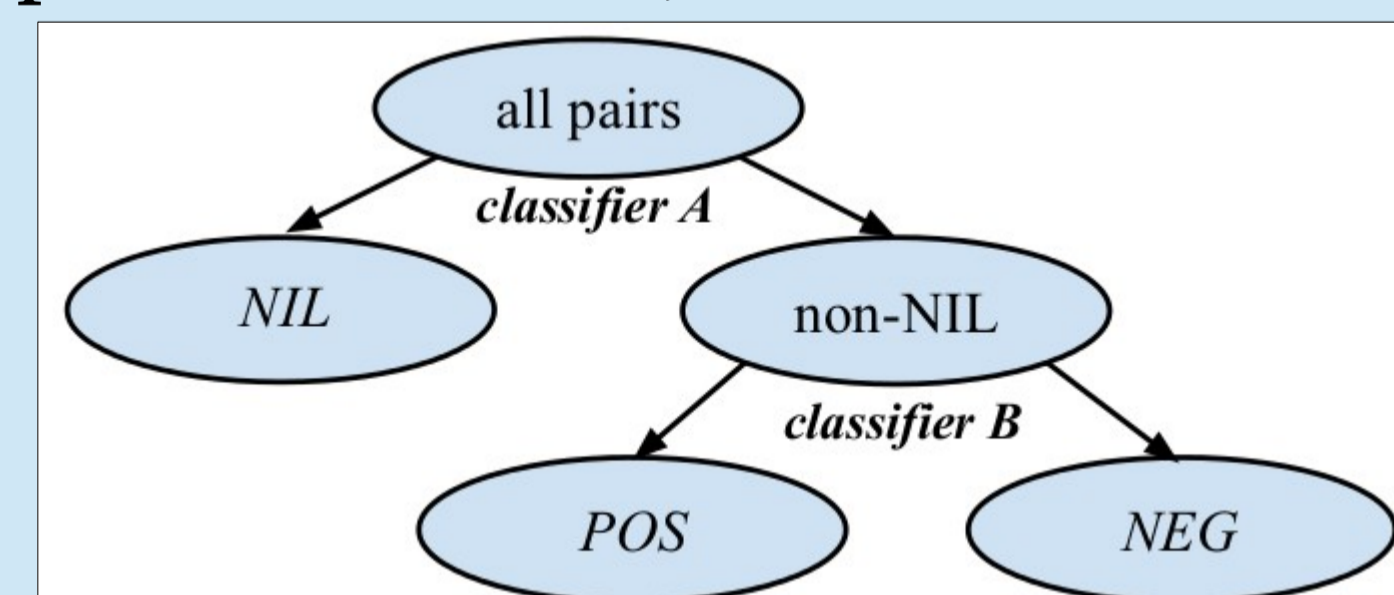 all pairs
classifier A
NIL
non-NIL
classifier B
POS
NEG